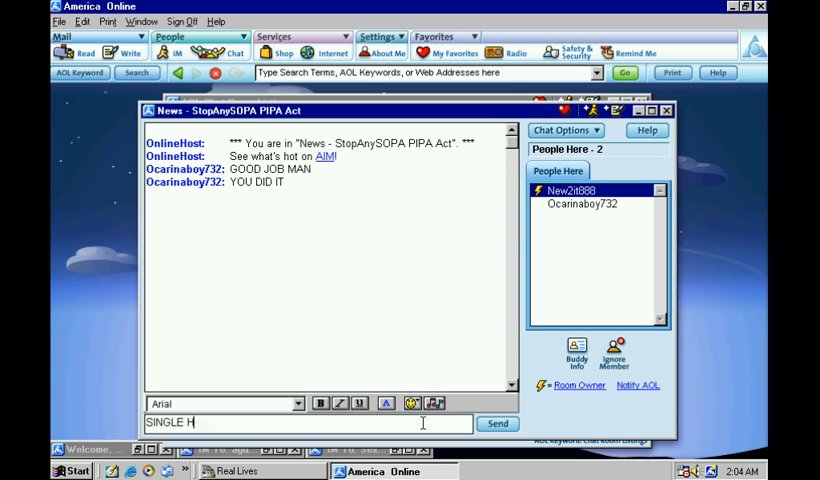 America Online
File Edit Print Window Sign Off Help
Mail People Services Settings Favorites
Read Write IM Chat Shop Internet About Me My Favorites Radio Safety & Security Remind Me
AOL Keyword Search Type Search Terms, AOL Keywords, or Web Addresses here Go Print Help
News - StopAnySOPA PIPA Act
Chat Options Help
OnlineHost: *** You are in "News - StopAnySOPA PIPA Act". ***
OnlineHost: See what's hot on AIM!
Ocarinaboy732: GOOD JOB MAN
Ocarinaboy732: YOU DID IT
People Here - 2
People Here
New2it888
Ocarinaboy732
Buddy Info
Ignore Member
= Room Owner Notify AOL
Arial B I U A
SINGLE H
Send
Welcome,
Start Real Lives America Online 2:04 AM